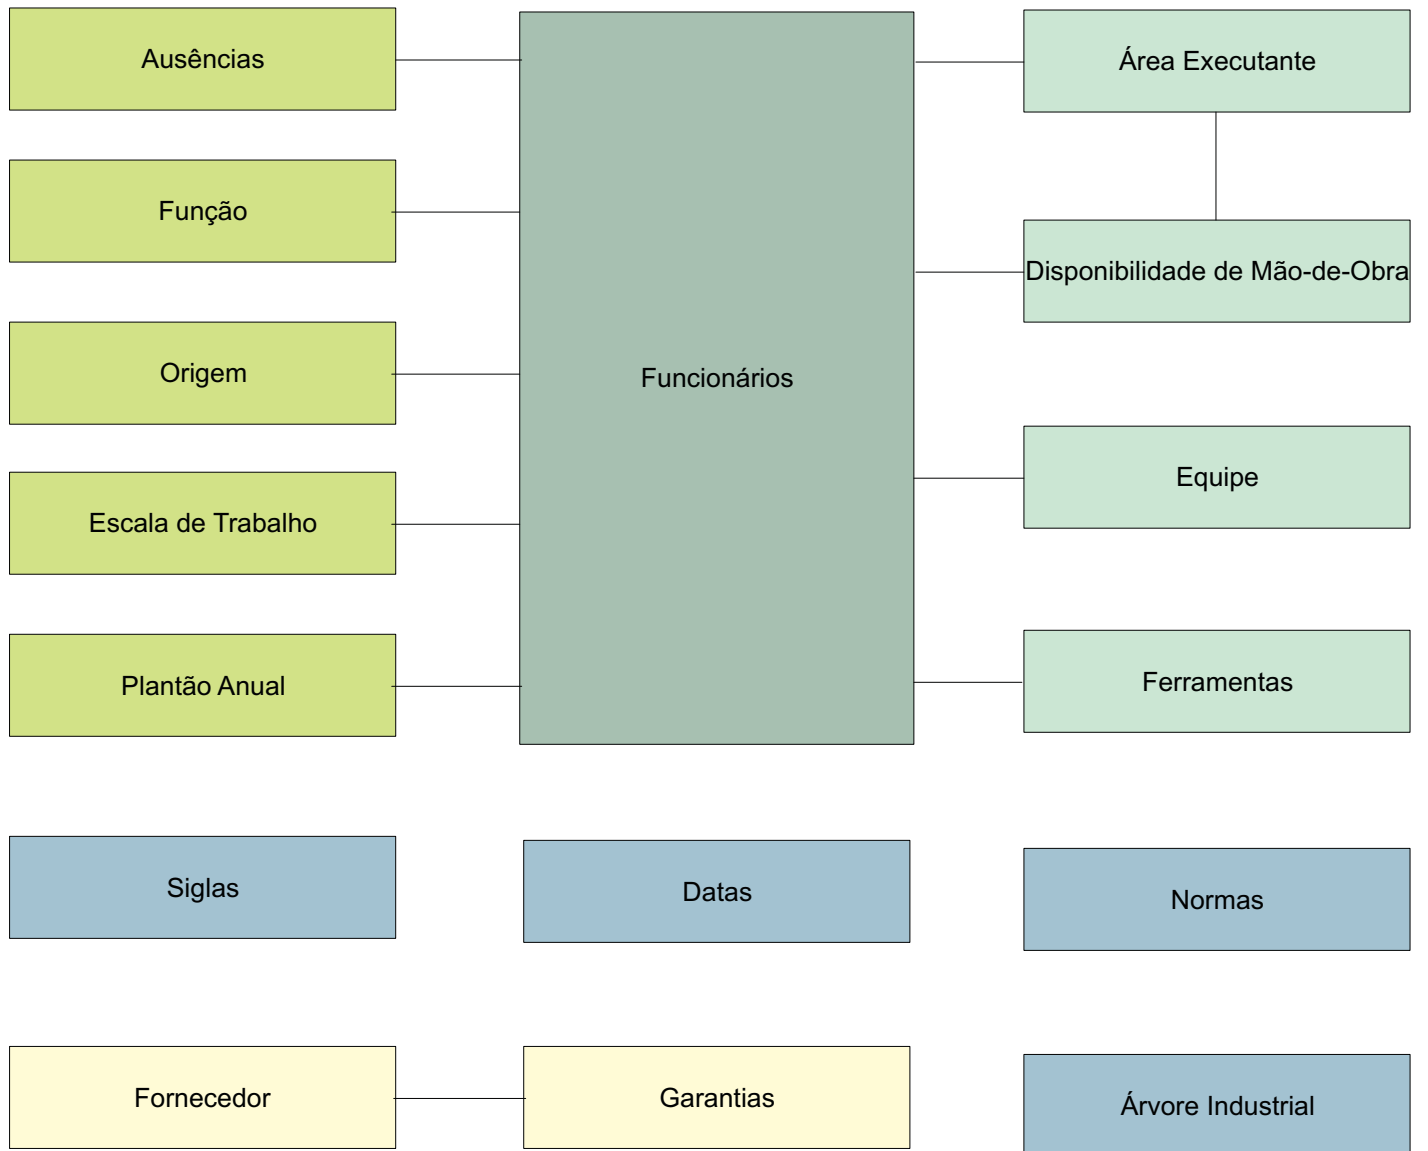 Ausências
Área Executante
Função
Disponibilidade de Mão-de-Obra
Origem
Funcionários
Equipe
Escala de Trabalho
Plantão Anual
Ferramentas
Siglas
Datas
Normas
Fornecedor
Garantias
Árvore Industrial